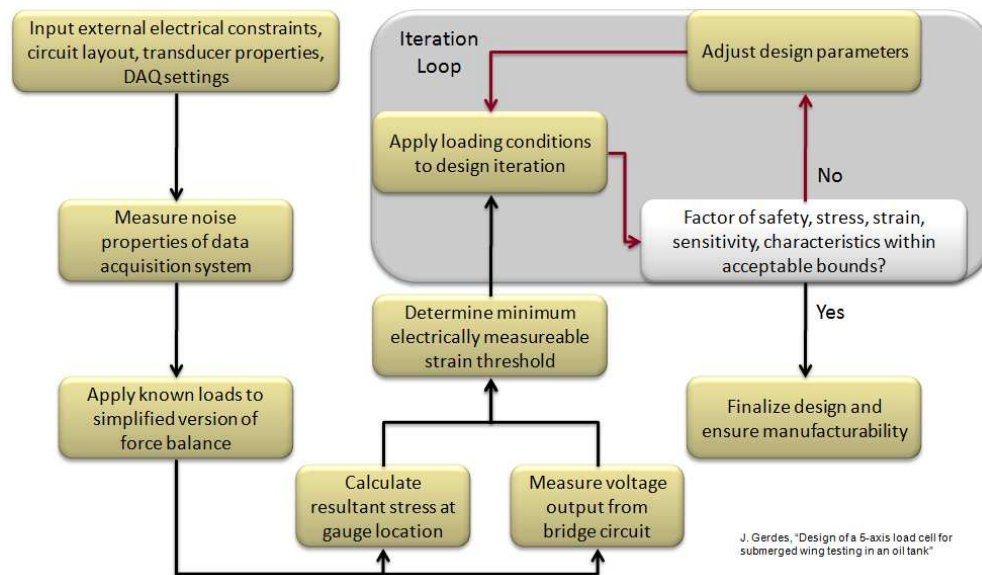 Input external electrical constraints,
circuit layout, transducer properties,
DAQ settings
Measure noise
properties of data
acquisition system
Apply known loads to
simplified version of
force balance
Calculate
resultant stress at
gauge location
Measure voltage
output from
bridge circuit
Determine minimum
electrically measureable
strain threshold
Iteration
Loop
Apply loading conditions
to design iteration
Adjust design parameters
No
Factor of safety, stress, strain,
sensitivity, characteristics within
acceptable bounds?
Yes
Finalize design and
ensure manufacturability
J. Gerdes, "Design of a 5-axis load cell for
submerged wing testing in an oil tank"